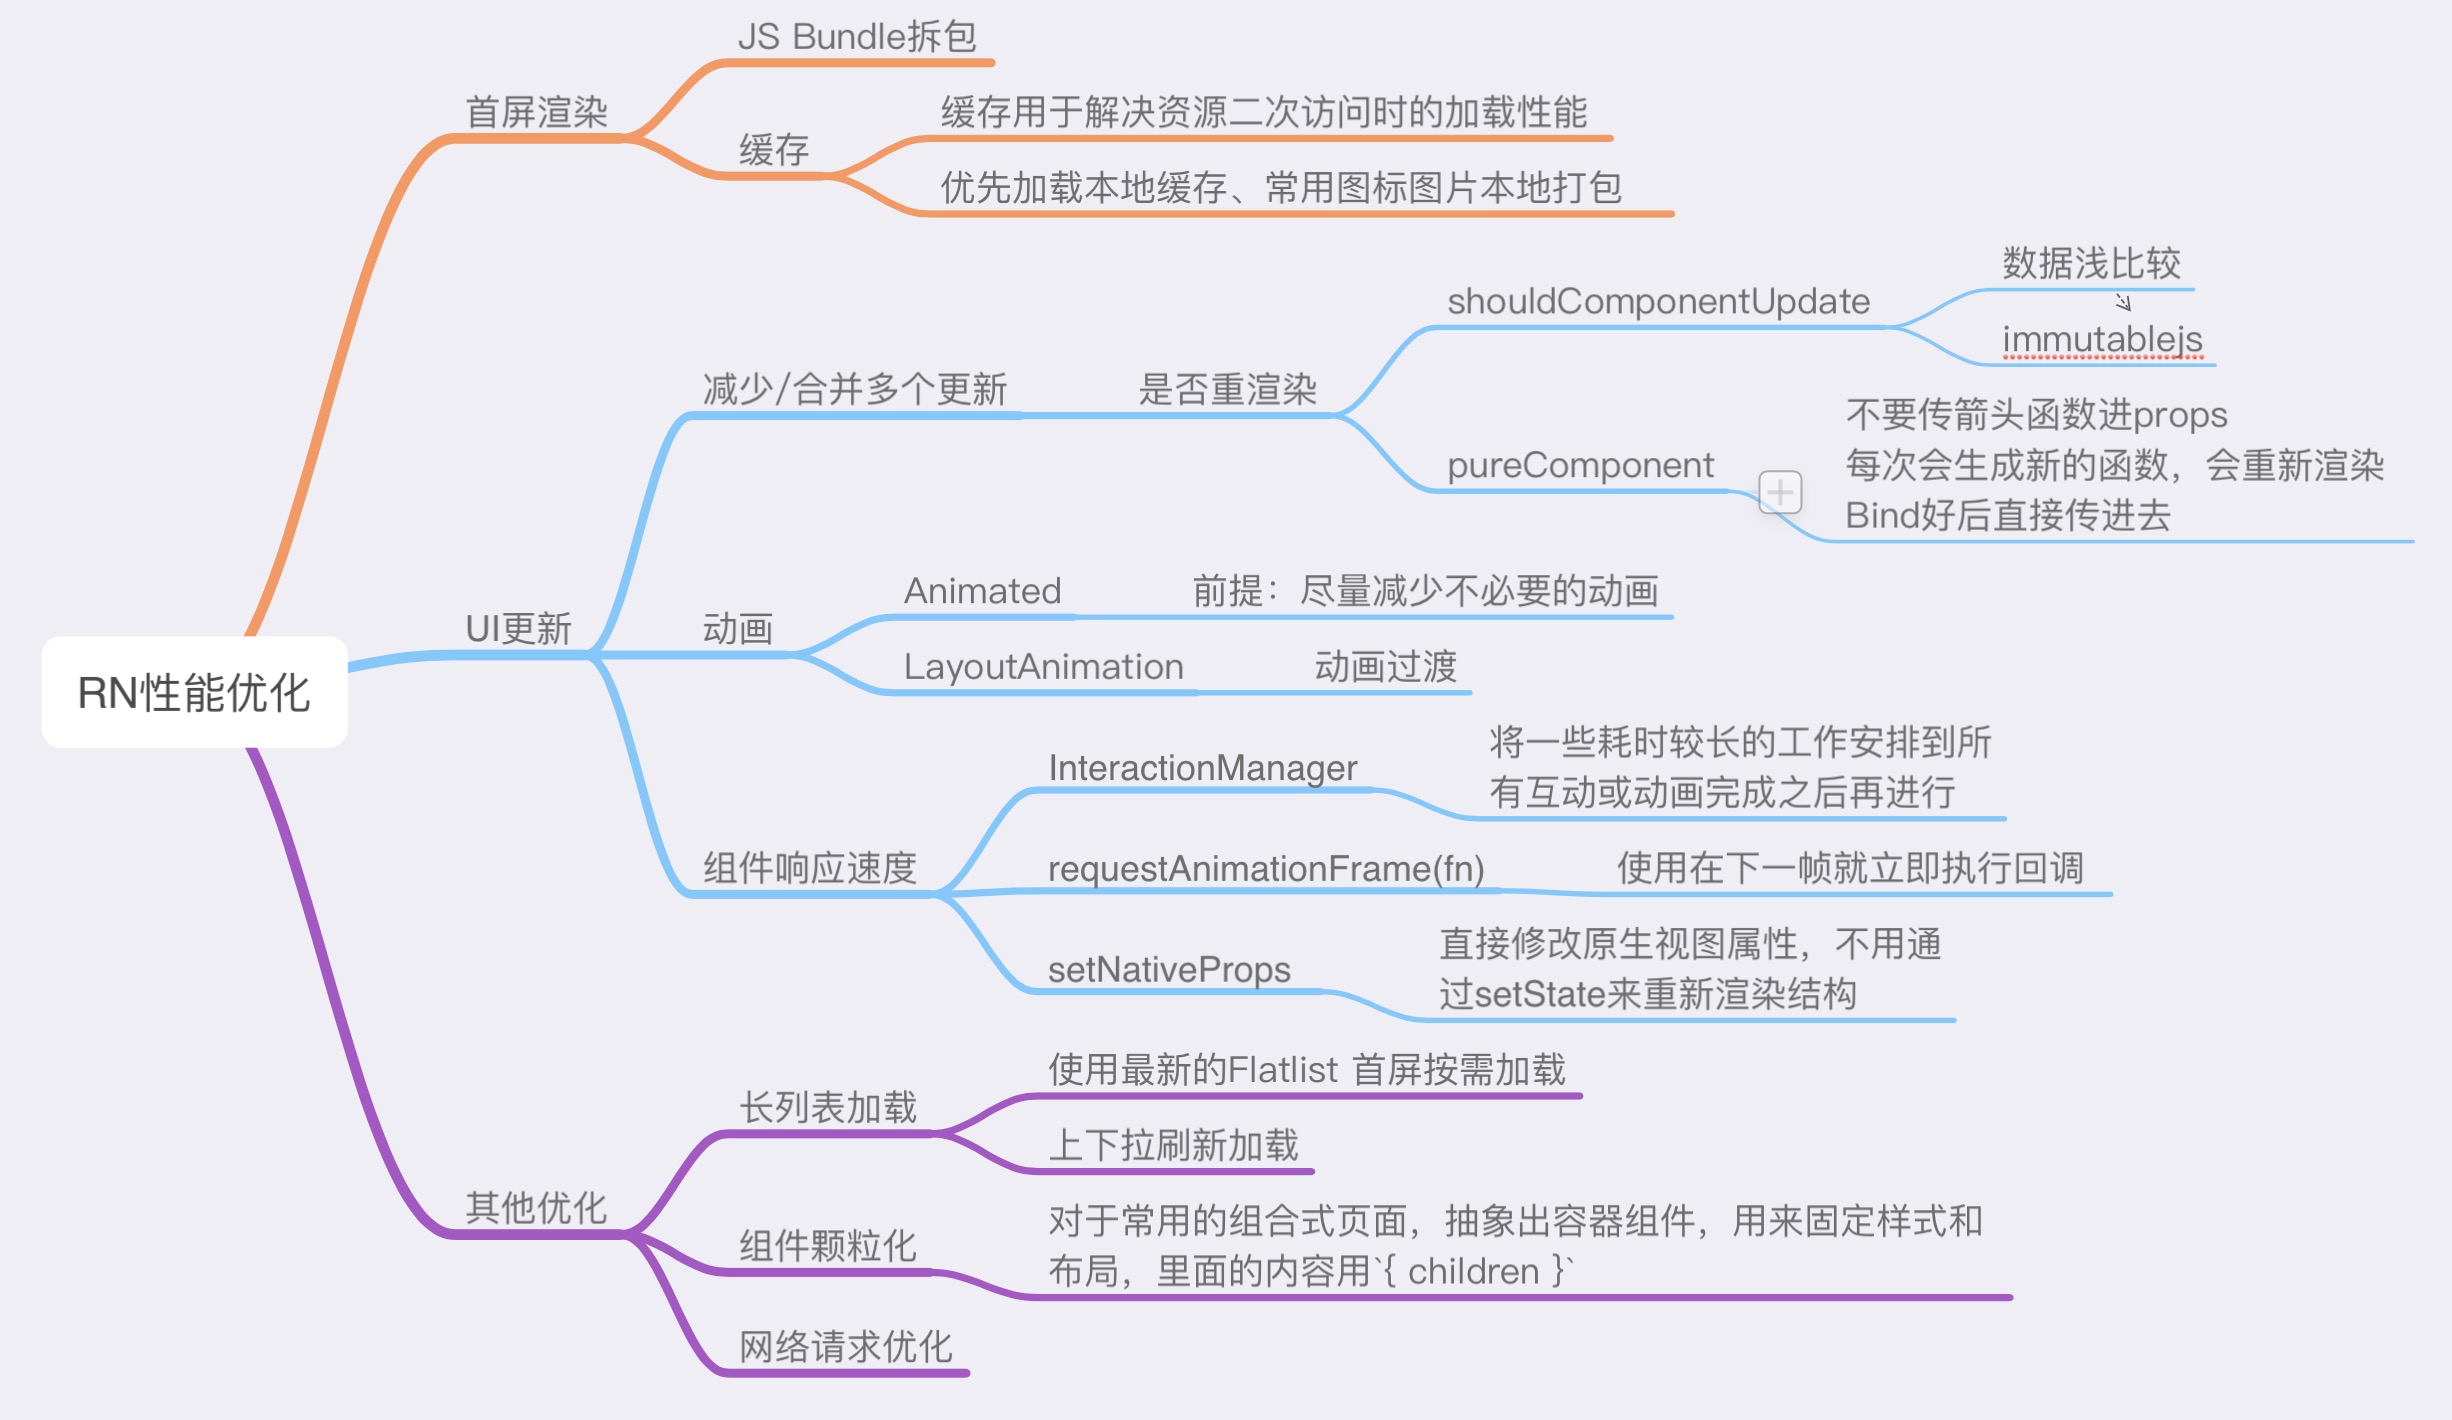 RN性能优化
首屏渲染
JS Bundle拆包
缓存
缓存用于解决资源二次访问时的加载性能
优先加载本地缓存、常用图标图片本地打包
UI更新
减少/合并多个更新
是否重渲染
shouldComponentUpdate
数据浅比较
immutablejs
pureComponent
不要传箭头函数进props
每次会生成新的函数，会重新渲染
Bind好后直接传进去
动画
Animated
前提：尽量减少不必要的动画
LayoutAnimation
动画过渡
组件响应速度
InteractionManager
将一些耗时较长的工作安排到所
有互动或动画完成之后再进行
requestAnimationFrame(fn)
使用在下一帧就立即执行回调
setNativeProps
直接修改原生视图属性，不用通
过setState来重新渲染结构
其他优化
长列表加载
使用最新的Flatlist 首屏按需加载
上下拉刷新加载
组件颗粒化
对于常用的组合式页面，抽象出容器组件，用来固定样式和
布局，里面的内容用`{ children }`
网络请求优化